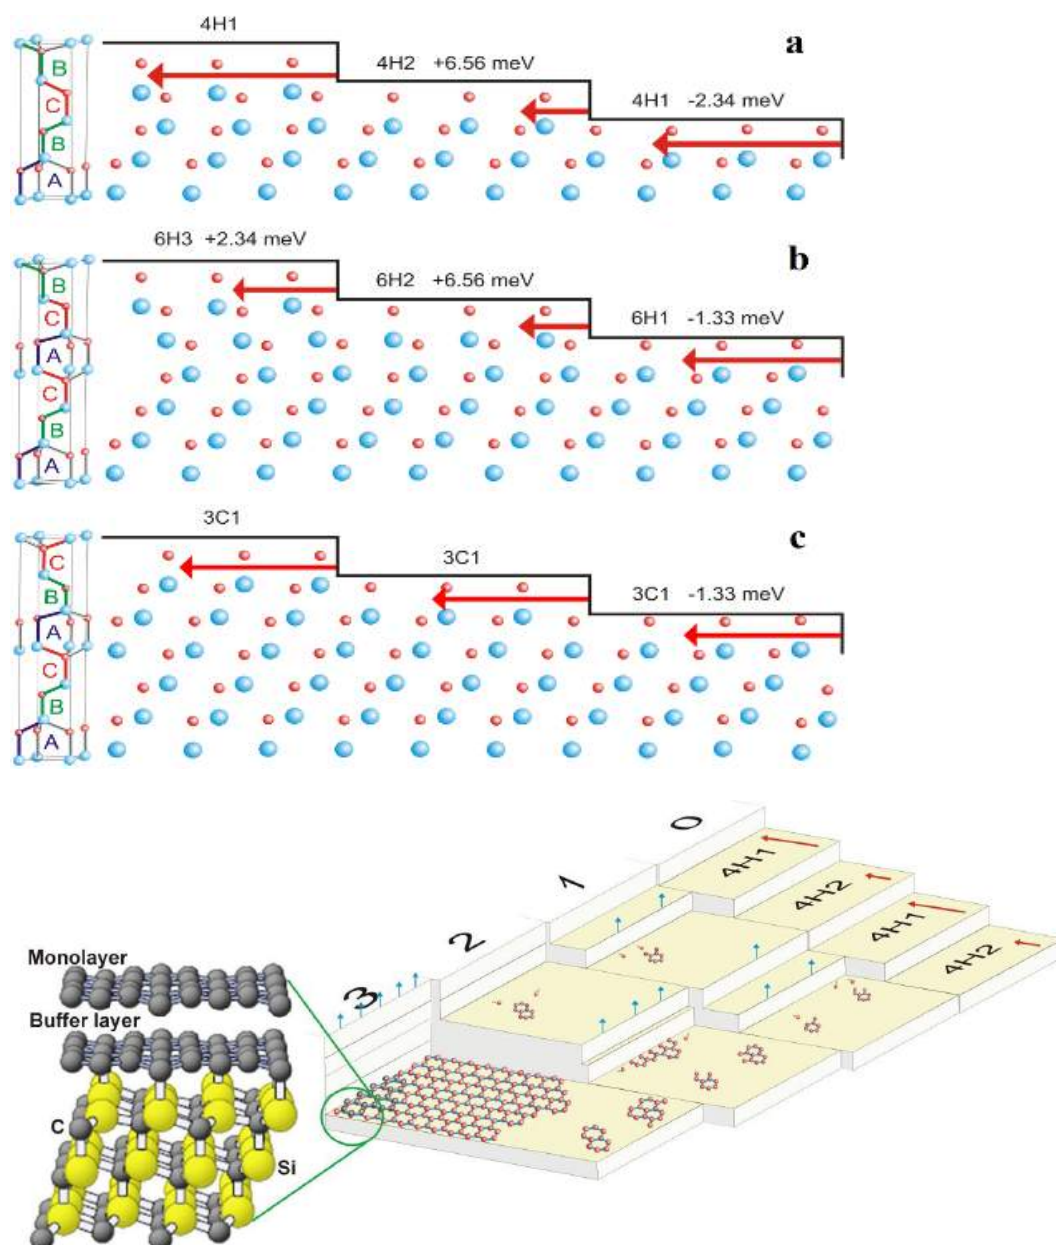 4H1
a
4H2 +6.56 meV
4H1 -2.34 meV
B
C
B
A
6H3 +2.34 meV
b
6H2 +6.56 meV
6H1 -1.33 meV
B
C
A
C
B
A
3C1
c
3C1
3C1 -1.33 meV
C
B
A
C
B
A
0
4H1
1
4H2
4H1
2
4H2
3
Monolayer
Buffer layer
C
Si